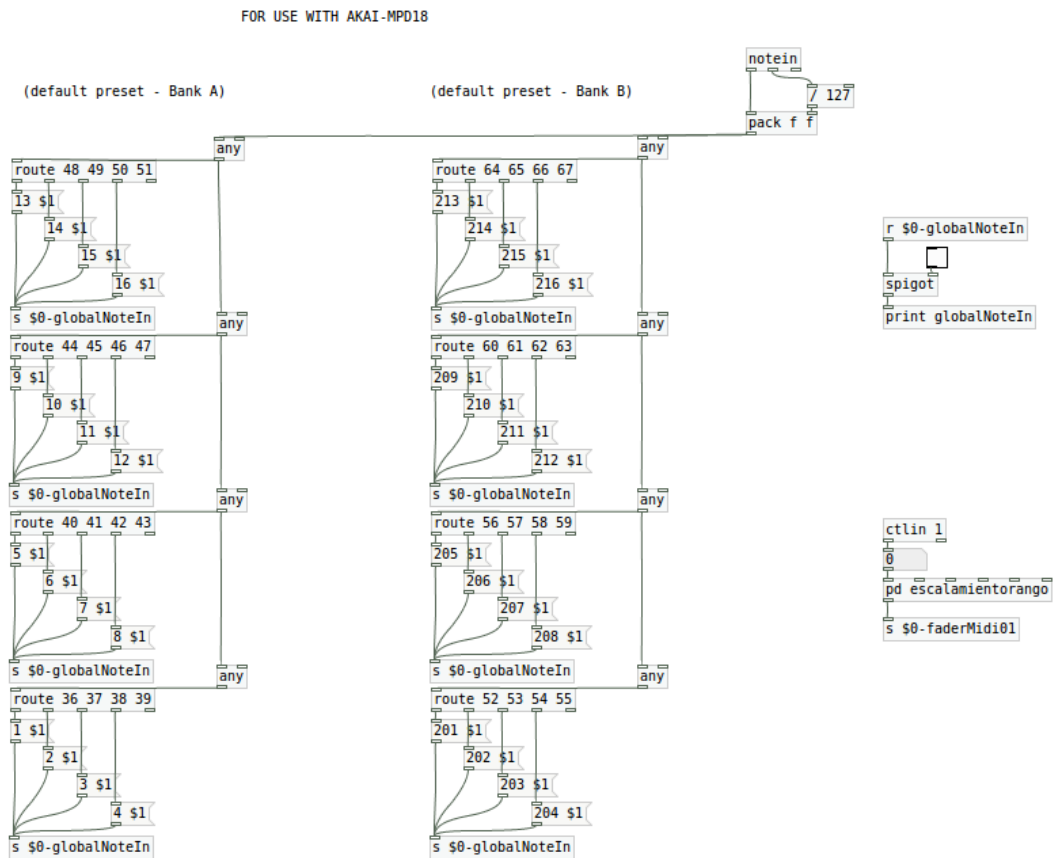 FOR USE WITH AKAI-MPD18
notein
(default preset - Bank A)
(default preset - Bank B)
/ 127
pack f f
any
any
route 48 49 50 51
13 $1
14 $1
15 $1
16 $1
s $0-globalNoteIn
any
route 44 45 46 47
9 $1
10 $1
11 $1
12 $1
s $0-globalNoteIn
any
route 40 41 42 43
5 $1
6 $1
7 $1
8 $1
s $0-globalNoteIn
any
route 36 37 38 39
1 $1
2 $1
3 $1
4 $1
s $0-globalNoteIn
route 64 65 66 67
213 $1
214 $1
215 $1
216 $1
s $0-globalNoteIn
any
route 60 61 62 63
209 $1
210 $1
211 $1
212 $1
s $0-globalNoteIn
any
route 56 57 58 59
205 $1
206 $1
207 $1
208 $1
s $0-globalNoteIn
any
route 52 53 54 55
201 $1
202 $1
203 $1
204 $1
s $0-globalNoteIn
r $0-globalNoteIn
spigot
print globalNoteIn
ctlin 1
0
pd escalamientorango
s $0-faderMidi01